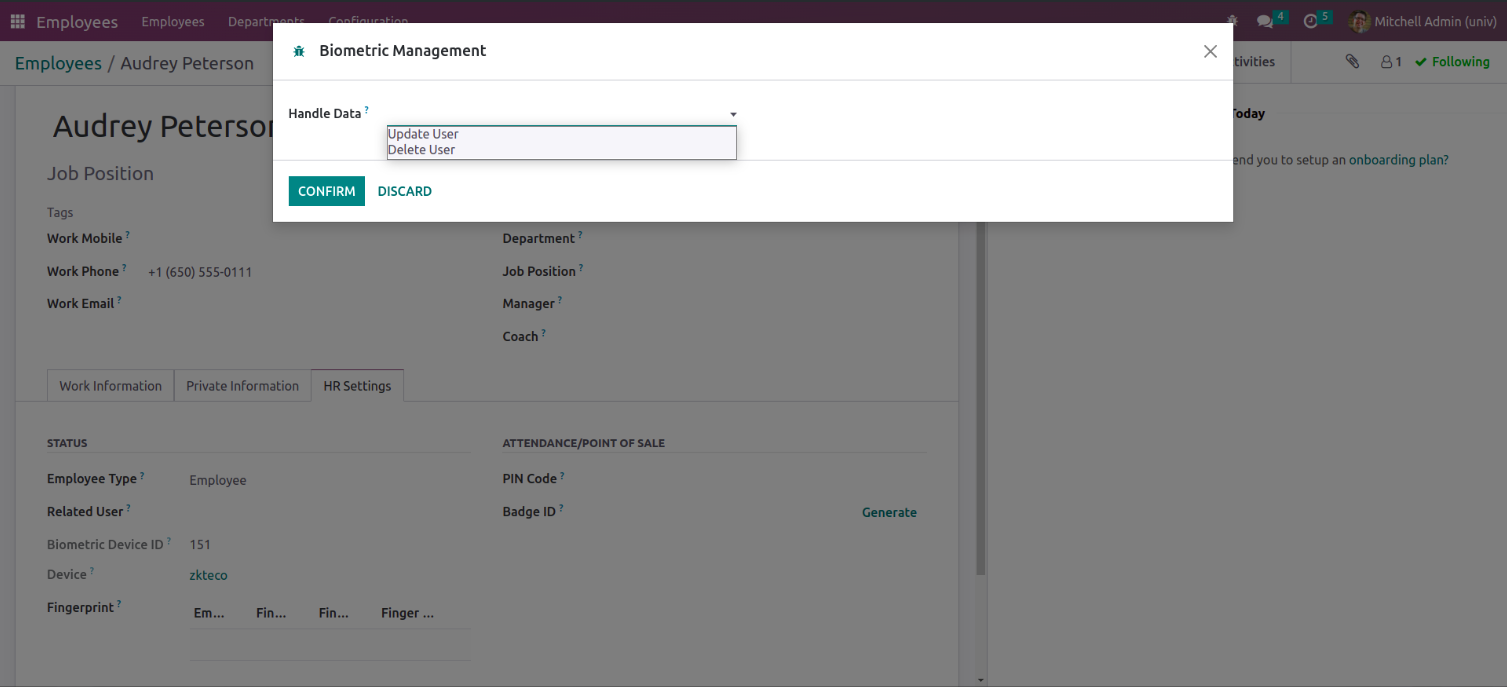 Employees Employees Departments Configuration 4 5 Mitchell Admin (univ)
Biometric Management
Employees / Audrey Peterson
tivities 1 Following
Handle Data ?
Update User
Delete User
CONFIRM DISCARD
Audrey Peterson
Today
end you to setup an onboarding plan?
Job Position
Tags
Work Mobile ?
Department ?
Work Phone ? +1 (650) 555-0111
Job Position ?
Work Email ?
Manager ?
Coach ?
Work Information Private Information HR Settings
STATUS
ATTENDANCE/POINT OF SALE
Employee Type ? Employee
PIN Code ?
Related User ?
Badge ID ? Generate
Biometric Device ID ? 151
Device ? zkteco
Fingerprint ? Em... Fin... Fin... Finger ...